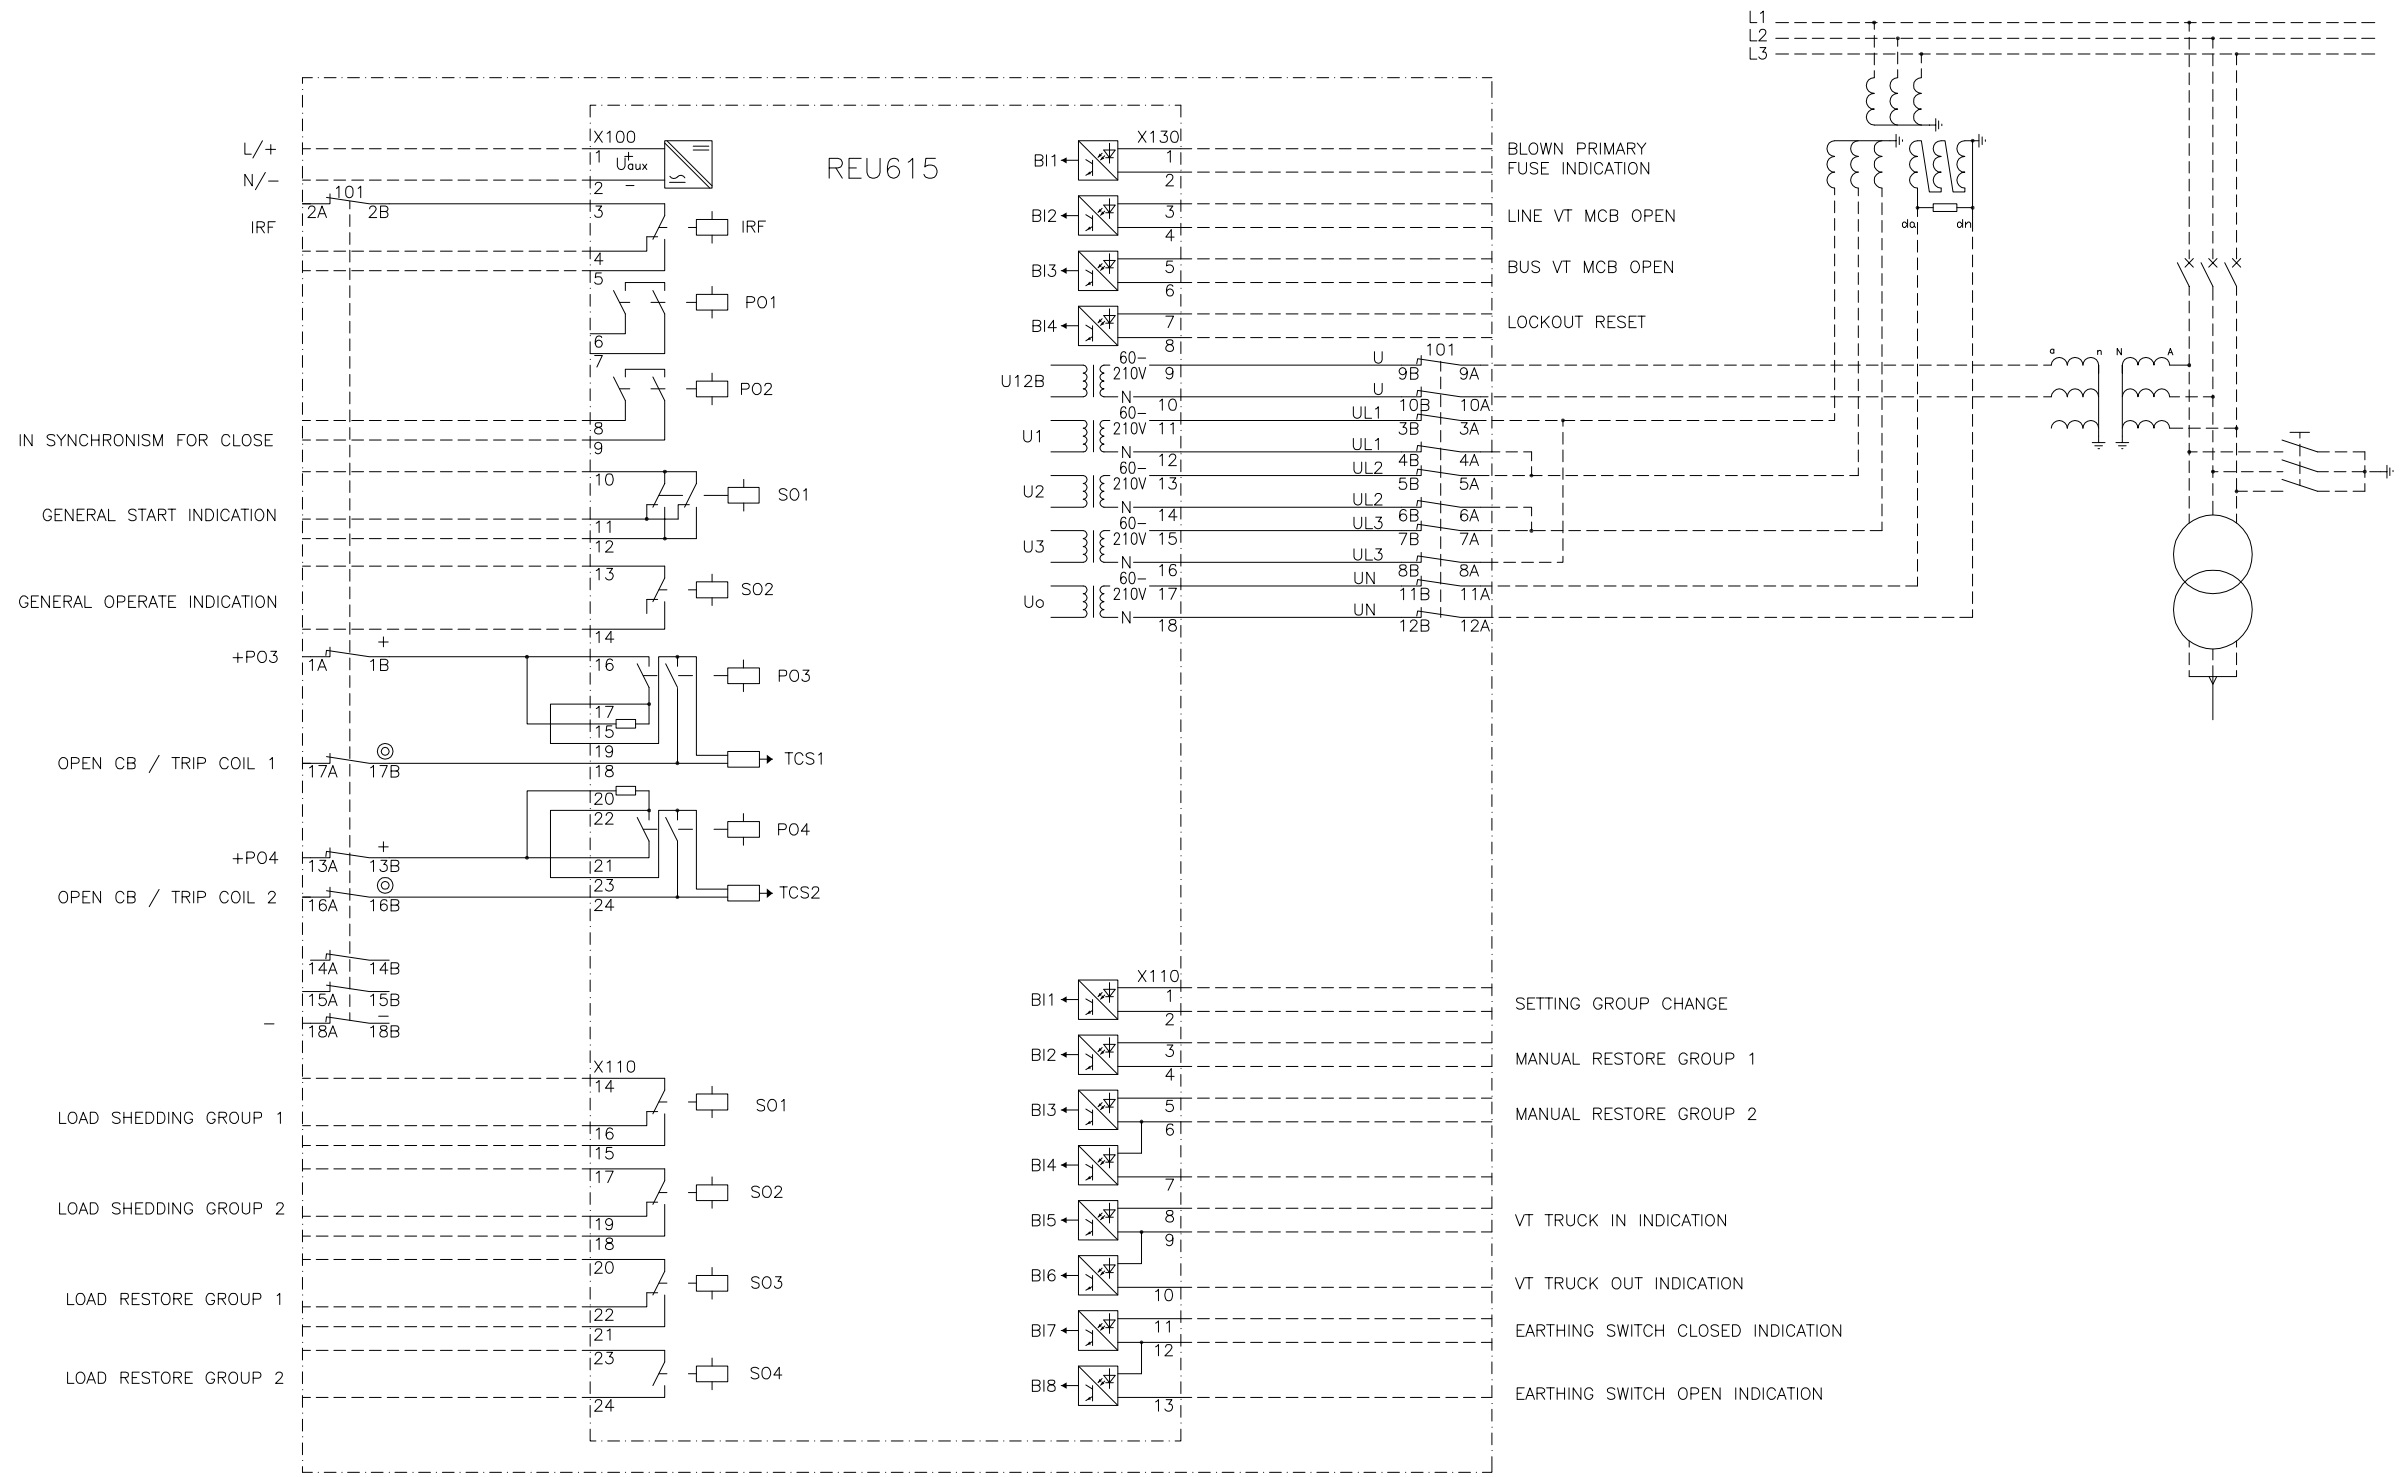 L1
L2
L3
REU615
L/+
N/−
X100
1
+
Uaux
2
−
101
2A
2B
3
IRF
IRF
4
5
PO1
6
7
PO2
8
IN SYNCHRONISM FOR CLOSE
9
10
SO1
GENERAL START INDICATION
11
12
13
SO2
GENERAL OPERATE INDICATION
14
+PO3
1A
+
1B
16
PO3
17
15
19
TCS1
OPEN CB / TRIP COIL 1
17A
17B
18
20
22
PO4
+PO4
13A
+
13B
21
23
TCS2
OPEN CB / TRIP COIL 2
16A
16B
24
14A
14B
15A
15B
−
18A
−
18B
X110
14
SO1
LOAD SHEDDING GROUP 1
16
15
17
SO2
LOAD SHEDDING GROUP 2
19
18
20
SO3
LOAD RESTORE GROUP 1
22
21
23
SO4
LOAD RESTORE GROUP 2
24
X130
BI1
1
2
BLOWN PRIMARY
FUSE INDICATION
BI2
3
4
LINE VT MCB OPEN
BI3
5
6
BUS VT MCB OPEN
BI4
7
8
LOCKOUT RESET
101
U12B
60-
210V
9
U
9B
9A
N
10
U
10B
10A
U1
60-
210V
11
UL1
3B
3A
N
12
UL1
4B
4A
U2
60-
210V
13
UL2
5B
5A
N
14
UL2
6B
6A
U3
60-
210V
15
UL3
7B
7A
N
16
UL3
8B
8A
Uo
60-
210V
17
UN
11B
11A
N
18
UN
12B
12A
da
dn
a
n
N
A
X110
BI1
1
2
SETTING GROUP CHANGE
BI2
3
4
MANUAL RESTORE GROUP 1
BI3
5
6
MANUAL RESTORE GROUP 2
BI4
7
BI5
8
9
VT TRUCK IN INDICATION
BI6
10
VT TRUCK OUT INDICATION
BI7
11
12
EARTHING SWITCH CLOSED INDICATION
BI8
13
EARTHING SWITCH OPEN INDICATION